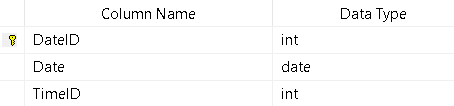 Column Name Data Type
DateID int
Date date
TimeID int